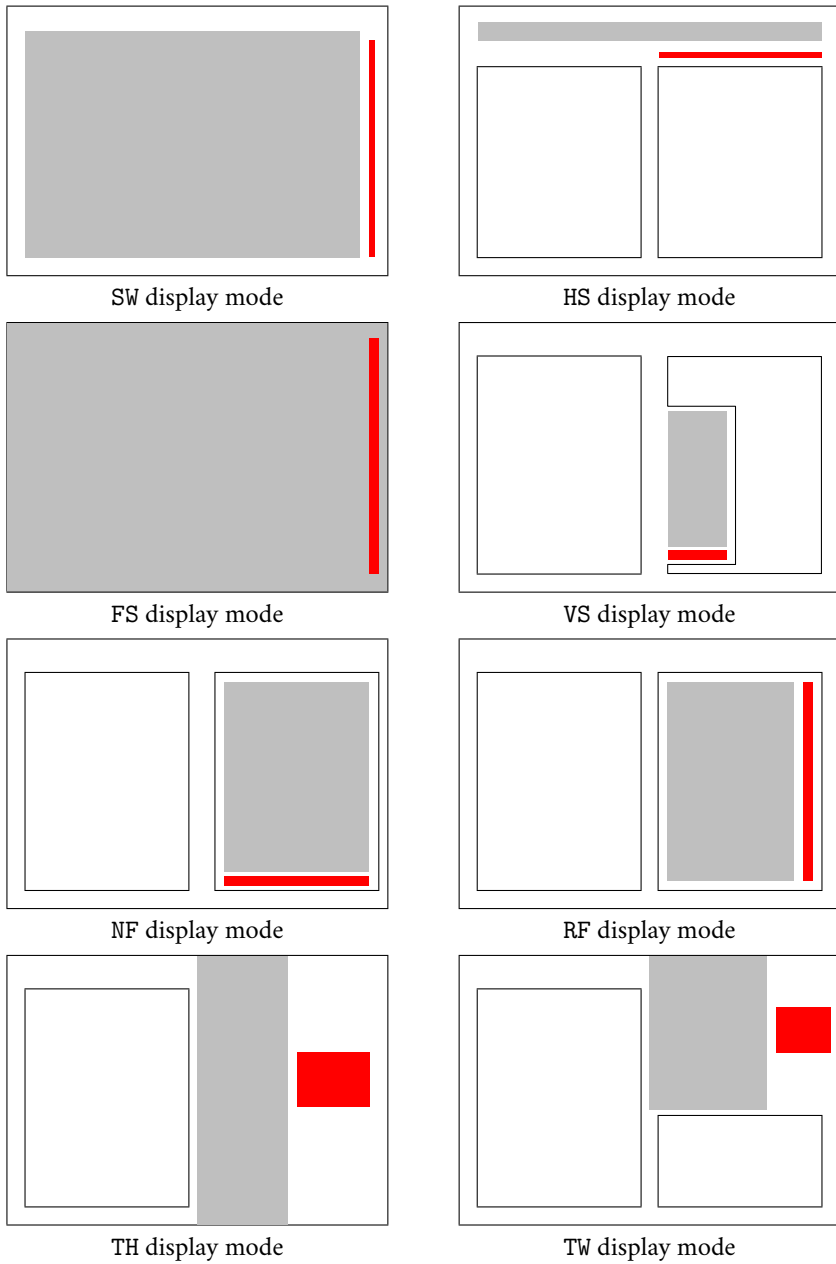 SW display mode
HS display mode
FS display mode
VS display mode
NF display mode
RF display mode
TH display mode
TW display mode